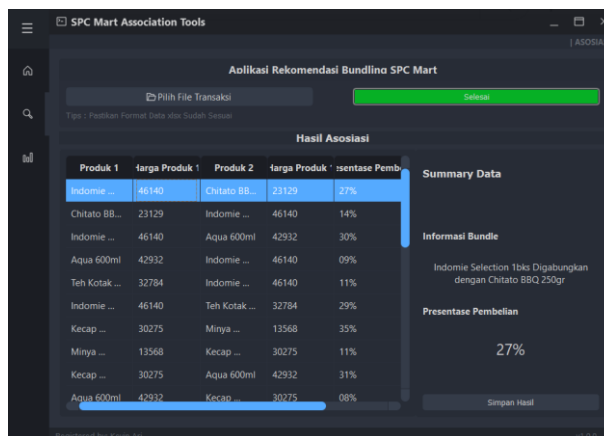 SPC Mart Association Tools
| ASOSIA
Aplikasi Rekomendasi Bundling SPC Mart
Pilih File Transaksi
Selesai
Tips : Pastikan Format Data xlsx Sudah Sesuai
Hasil Asosiasi
Produk 1 Harga Produk 1 Produk 2 Harga Produk esentase Pemb
Indomie ... 46140 Chitato BB... 23129 27%
Chitato BB... 23129 Indomie ... 46140 14%
Indomie ... 46140 Aqua 600ml 42932 30%
Aqua 600ml 42932 Indomie ... 46140 09%
Teh Kotak ... 32784 Indomie ... 46140 11%
Indomie ... 46140 Teh Kotak ... 32784 29%
Kecap ... 30275 Minya ... 13568 35%
Minya ... 13568 Kecap ... 30275 11%
Kecap ... 30275 Aqua 600ml 42932 31%
Aqua 600ml 42932 Kecap ... 30275 08%
Summary Data
Informasi Bundle
Indomie Selection 1bks Digabungkan
dengan Chitato BBQ 250gr
Presentase Pembelian
27%
Simpan Hasil